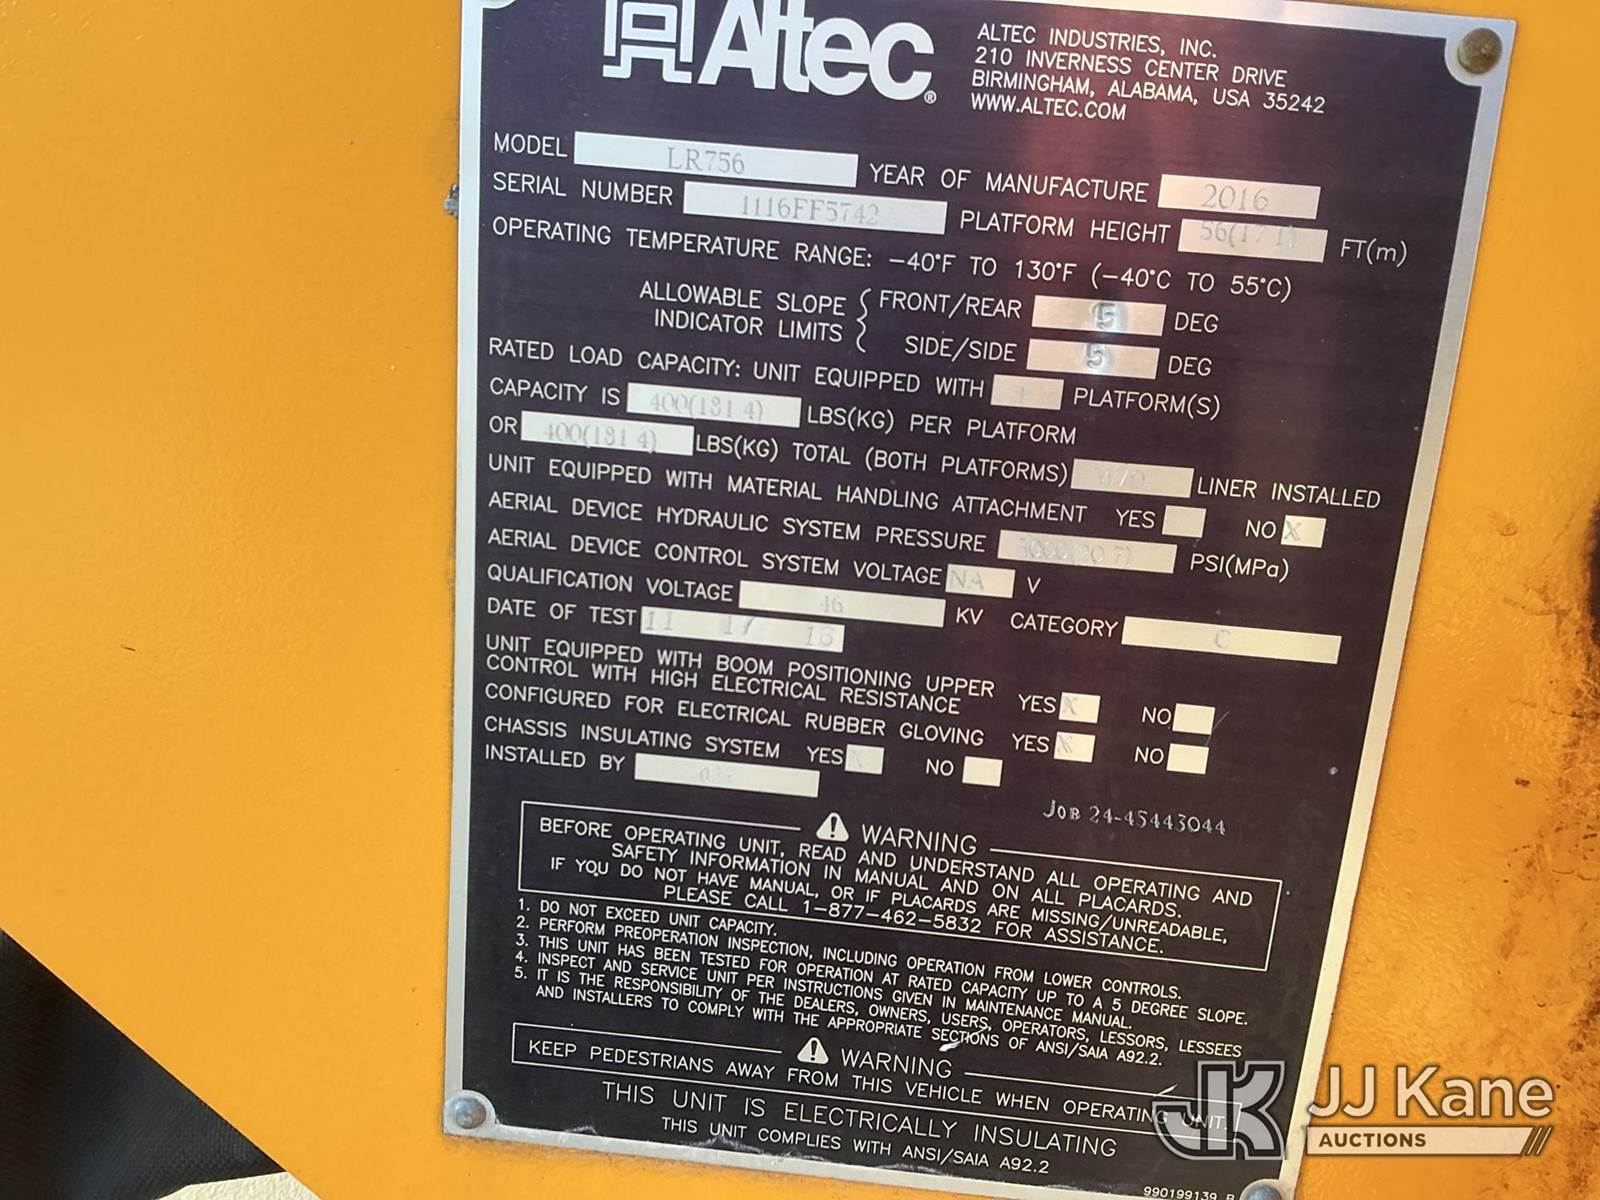 Altec®
ALTEC INDUSTRIES, INC.
210 INVERNESS CENTER DRIVE
BIRMINGHAM, ALABAMA, USA 35242
WWW.ALTEC.COM
MODEL LR756 YEAR OF MANUFACTURE 2016
SERIAL NUMBER 1116FF5742 PLATFORM HEIGHT 56(17 1) FT(m)
OPERATING TEMPERATURE RANGE: -40°F TO 130°F (-40°C TO 55°C)
ALLOWABLE SLOPE INDICATOR LIMITS { FRONT/REAR 5 DEG
SIDE/SIDE 5 DEG
RATED LOAD CAPACITY: UNIT EQUIPPED WITH 1 PLATFORM(S)
CAPACITY IS 400(181 4) LBS(KG) PER PLATFORM
OR 400(181 4) LBS(KG) TOTAL (BOTH PLATFORMS) W/O LINER INSTALLED
UNIT EQUIPPED WITH MATERIAL HANDLING ATTACHMENT YES NO X
AERIAL DEVICE HYDRAULIC SYSTEM PRESSURE 3000(20 7) PSI(MPa)
AERIAL DEVICE CONTROL SYSTEM VOLTAGE NA V
QUALIFICATION VOLTAGE 46 KV CATEGORY C
DATE OF TEST 11 17 16
UNIT EQUIPPED WITH BOOM POSITIONING UPPER
CONTROL WITH HIGH ELECTRICAL RESISTANCE YES X NO
CONFIGURED FOR ELECTRICAL RUBBER GLOVING YES X NO
CHASSIS INSULATING SYSTEM YES X NO
INSTALLED BY
JOB 24-45443044
WARNING
BEFORE OPERATING UNIT, READ AND UNDERSTAND ALL OPERATING AND
SAFETY INFORMATION IN MANUAL AND ON ALL PLACARDS.
IF YOU DO NOT HAVE MANUAL, OR IF PLACARDS ARE MISSING/UNREADABLE,
PLEASE CALL 1-877-462-5832 FOR ASSISTANCE.
1. DO NOT EXCEED UNIT CAPACITY.
2. PERFORM PREOPERATION INSPECTION, INCLUDING OPERATION FROM LOWER CONTROLS.
3. THIS UNIT HAS BEEN TESTED FOR OPERATION AT RATED CAPACITY UP TO A 5 DEGREE SLOPE.
4. INSPECT AND SERVICE UNIT PER INSTRUCTIONS GIVEN IN MAINTENANCE MANUAL.
5. IT IS THE RESPONSIBILITY OF THE DEALERS, OWNERS, USERS, OPERATORS, LESSORS, LESSEES
AND INSTALLERS TO COMPLY WITH THE APPROPRIATE SECTIONS OF ANSI/SAIA A92.2.
WARNING
KEEP PEDESTRIANS AWAY FROM THIS VEHICLE WHEN OPERATING UNIT.
THIS UNIT IS ELECTRICALLY INSULATING
THIS UNIT COMPLIES WITH ANSI/SAIA A92.2
990199139
JK JJ Kane
AUCTIONS